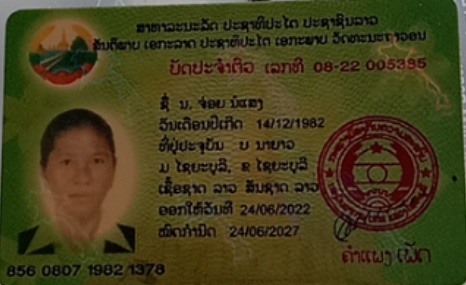 ສາທາລະນະລັດ ປະຊາທິປະໄຕ ປະຊາຊົນລາວ
ສັນຕິພາບ ເອກະລາດ ປະຊາທິປະໄຕ ເອກະພາບ ວັດທະນະຖາວອນ
ບັດປະຈຳຕົວ ເລກທີ 08-22 005385
ຊື່ ນ. ຈ່ອຍ ນໍແສງ
ວັນເດືອນປີເກີດ 14/12/1982
ທີ່ຢູ່ປະຈຸບັນ ບ ນາຍາວ
ມ ໄຊຍະບູລີ, ຂ ໄຊຍະບູລີ
ເຊື້ອຊາດ ລາວ ສັນຊາດ ລາວ
ອອກໃຫ້ວັນທີ 24/06/2022
ໝົດກຳນົດ 24/06/2027
ຄຳແພງ ເພັດ
856 0807 1982 1378